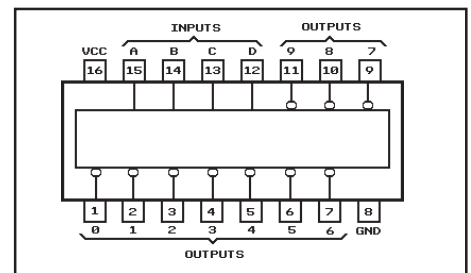 INPUTS OUTPUTS
VCC A B C D 9 8 7
16 15 14 13 12 11 10 9
1 2 3 4 5 6 7 8
0 1 2 3 4 5 6 GND
OUTPUTS